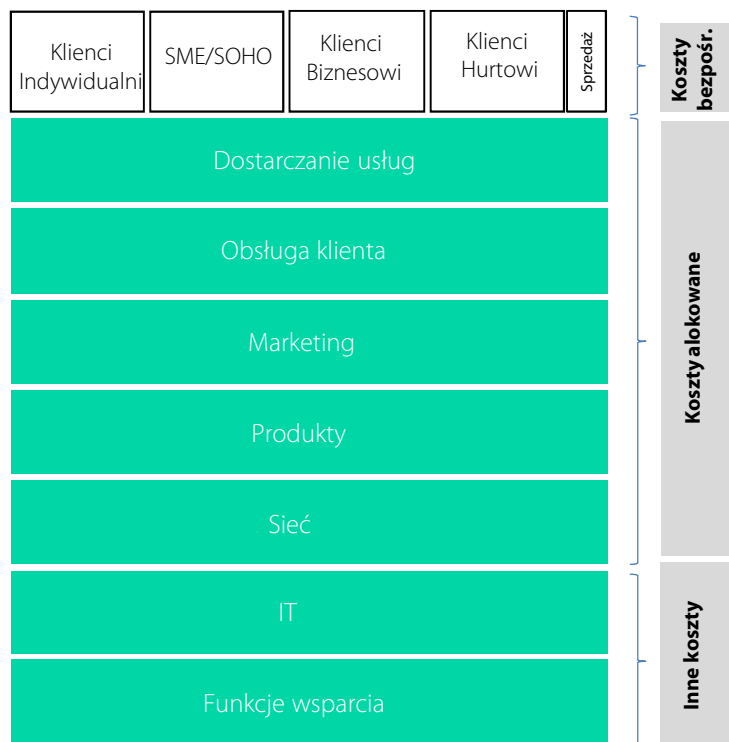 Klienci
Indywidualni
SME/SOHO
Klienci
Biznesowi
Klienci
Hurtowi
Sprzedaż
Koszty
bezpośr.
Dostarczanie usług
Obsługa klienta
Marketing
Produkty
Sieć
Koszty alokowane
IT
Funkcje wsparcia
Inne koszty